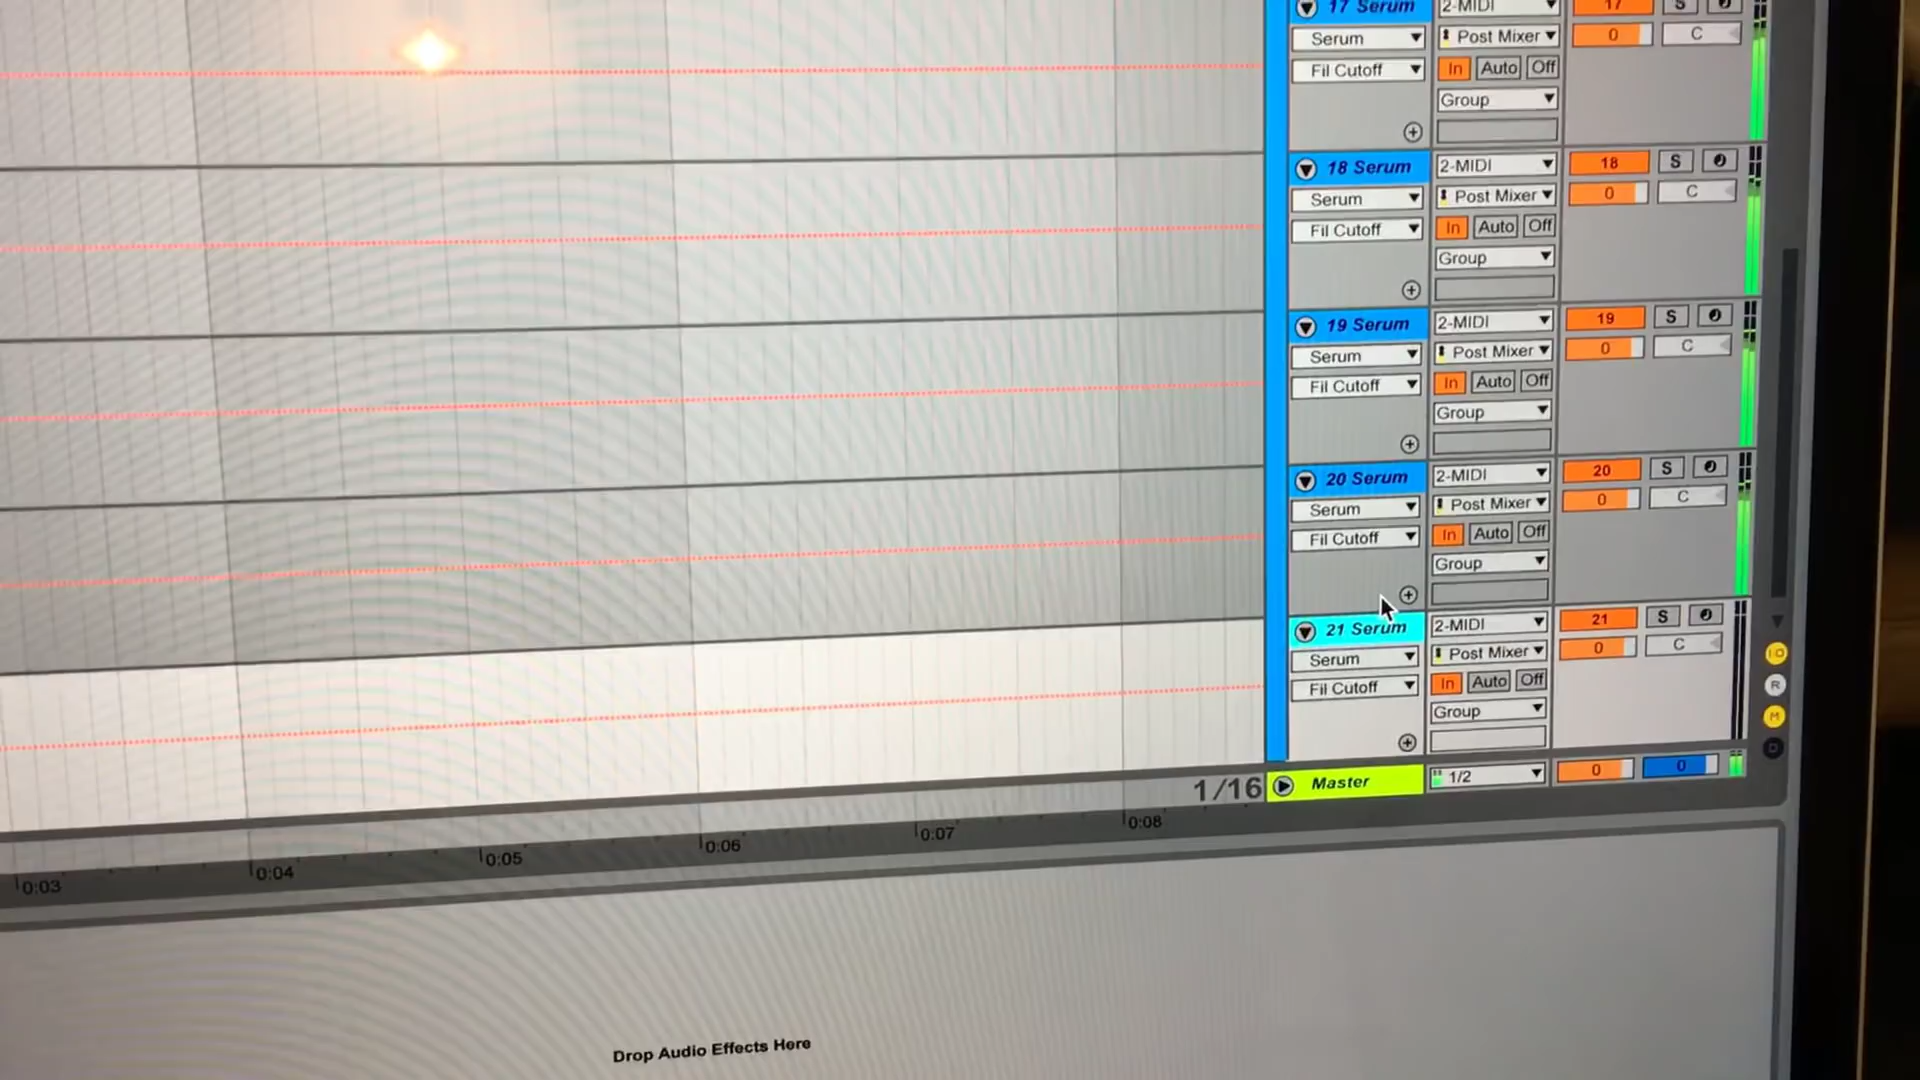 17 Serum 2-MIDI 17 S
Serum Post Mixer 0 C
Fil Cutoff In Auto Off
Group
18 Serum 2-MIDI 18 S
Serum Post Mixer 0 C
Fil Cutoff In Auto Off
Group
19 Serum 2-MIDI 19 S
Serum Post Mixer 0 C
Fil Cutoff In Auto Off
Group
20 Serum 2-MIDI 20 S
Serum Post Mixer 0 C
Fil Cutoff In Auto Off
Group
21 Serum 2-MIDI 21 S
Serum Post Mixer 0 C
Fil Cutoff In Auto Off
Group
I-O
R
M
D
1/16 Master 1/2 0 0
0:03 0:04 0:05 0:06 0:07 0:08
Drop Audio Effects Here